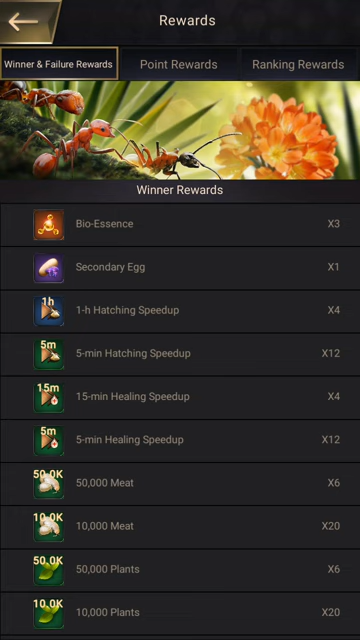 Rewards
Winner & Failure Rewards
Point Rewards
Ranking Rewards
Winner Rewards
Bio-Essence X3
Secondary Egg X1
1h
1-h Hatching Speedup X4
5m
5-min Hatching Speedup X12
15m
15-min Healing Speedup X4
5m
5-min Healing Speedup X12
50.0K
50,000 Meat X6
10.0K
10,000 Meat X20
50.0K
50,000 Plants X6
10.0K
10,000 Plants X20